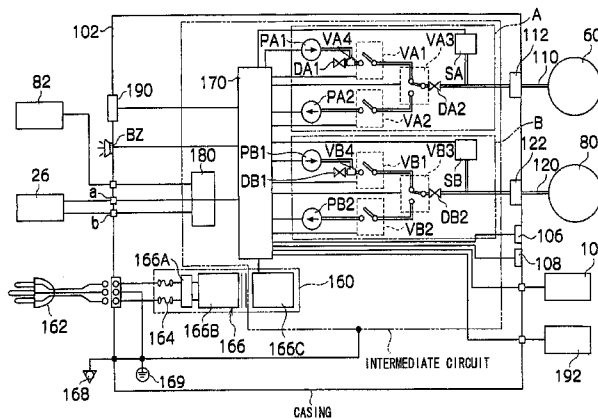 102
82
190
BZ
26
a
b
180
170
PA1
VA4
DA1
VA1
VA3
SA
A
112
60
110
DA2
PA2
VA2
B
PB1
VB4
DB1
VB1
VB3
SB
122
80
120
DB2
PB2
VB2
106
108
10
192
162
164
166A
166B
166
166C
160
168
169
INTERMEDIATE CIRCUIT
CASING